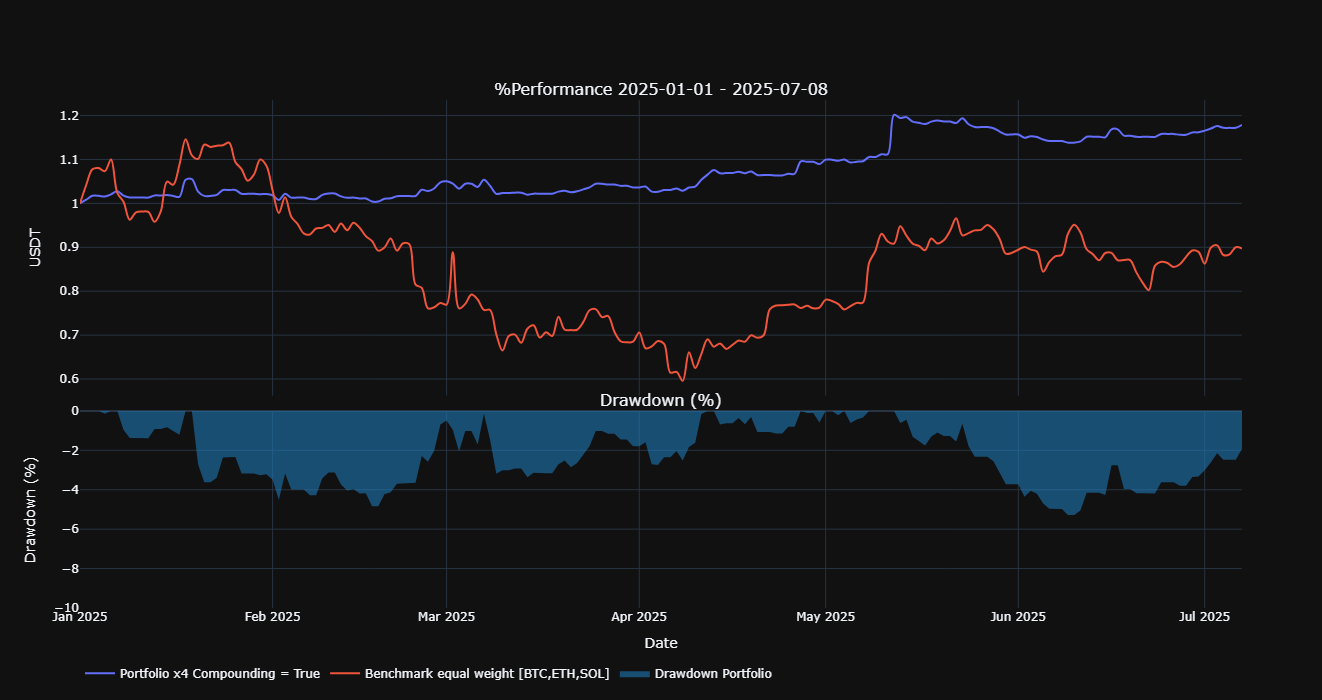 %Performance 2025-01-01 - 2025-07-08
1.2
1.1
1
0.9
0.8
0.7
0.6
USDT
Drawdown (%)
0
−2
−4
−6
−8
−10
Drawdown (%)
Jan 2025 Feb 2025 Mar 2025 Apr 2025 May 2025 Jun 2025 Jul 2025
Date
Portfolio x4 Compounding = True Benchmark equal weight [BTC,ETH,SOL] Drawdown Portfolio